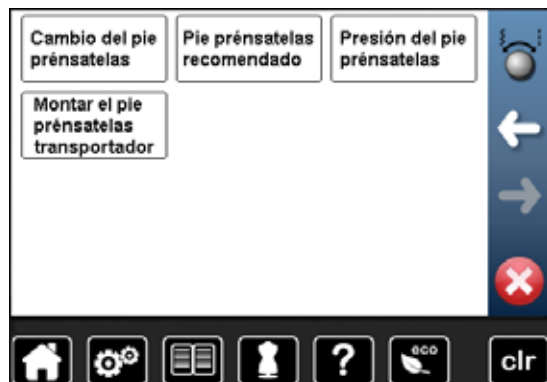 Cambio del pie
prénsatelas
Pie prénsatelas
recomendado
Presión del pie
prénsatelas
Montar el pie
prénsatelas
transportador
?
eco
clr